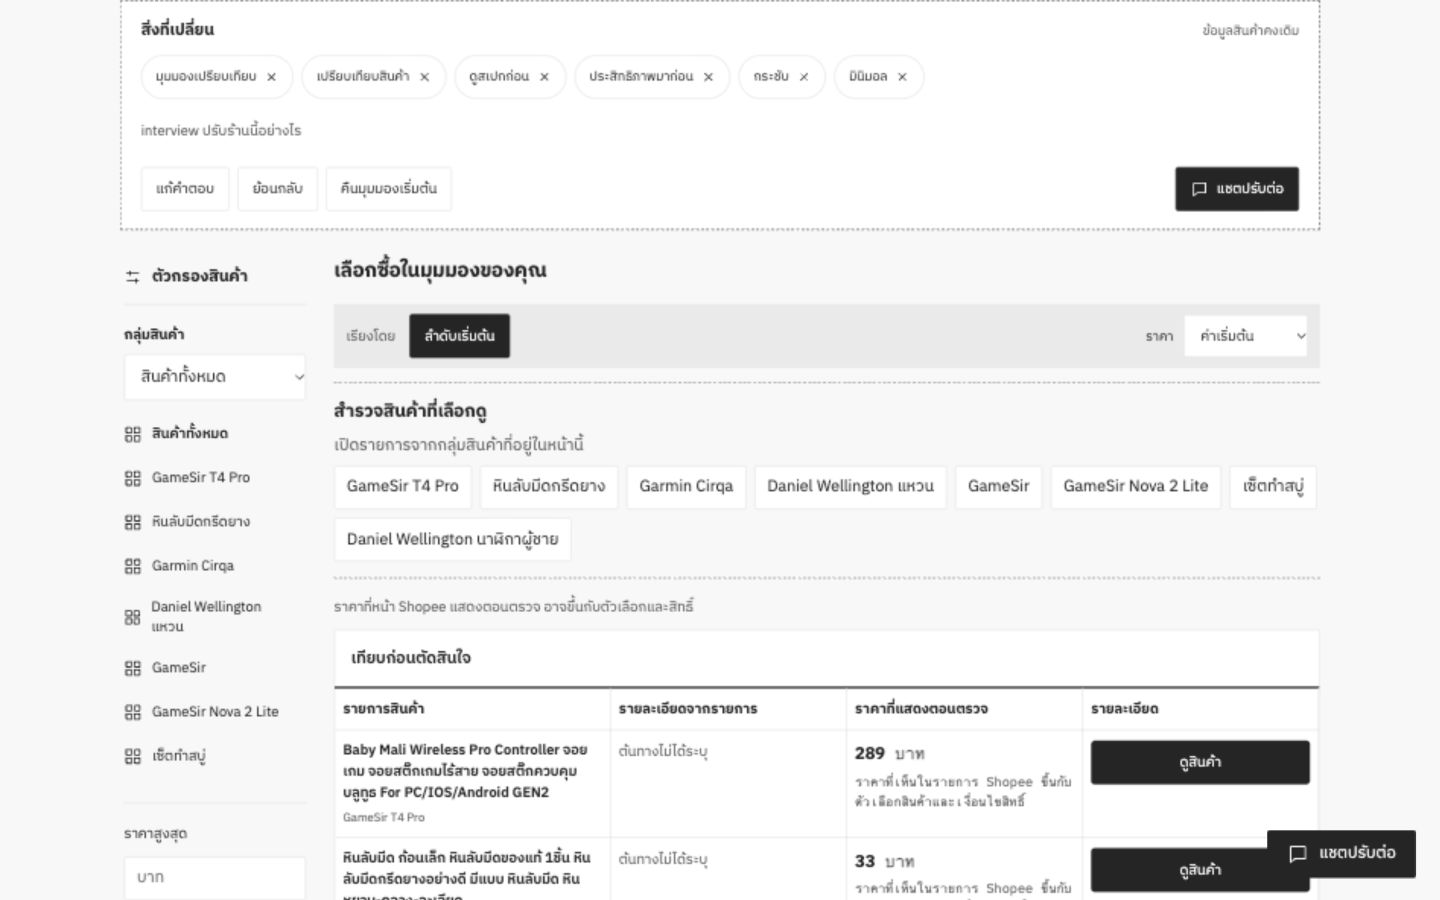 สิ่งที่เปลี่ยน
ข้อมูลสินค้าคงเดิม
มุมมองเปรียบเทียบ ×
เปรียบเทียบสินค้า ×
ดูสเปกก่อน ×
ประสิทธิภาพมาก่อน ×
กระชับ ×
มินิมอล ×
interview ปรับร้านนี้อย่างไร
แก้คำตอบ
ย้อนกลับ
คืนมุมมองเริ่มต้น
แชตปรับต่อ
ตัวกรองสินค้า
กลุ่มสินค้า
สินค้าทั้งหมด
สินค้าทั้งหมด
GameSir T4 Pro
หินลับมีดกรีดยาง
Garmin Cirqa
Daniel Wellington
แหวน
GameSir
GameSir Nova 2 Lite
เซ็ตทำสบู่
ราคาสูงสุด
บาท
เลือกซื้อในมุมมองของคุณ
เรียงโดย
ลำดับเริ่มต้น
ราคา
ค่าเริ่มต้น
สำรวจสินค้าที่เลือกดู
เปิดรายการจากกลุ่มสินค้าที่อยู่ในหน้านี้
GameSir T4 Pro
หินลับมีดกรีดยาง
Garmin Cirqa
Daniel Wellington แหวน
GameSir
GameSir Nova 2 Lite
เซ็ตทำสบู่
Daniel Wellington นาฬิกาผู้ชาย
ราคาที่หน้า Shopee แสดงตอนตรวจ อาจขึ้นกับตัวเลือกและสิทธิ์
เทียบก่อนตัดสินใจ
รายการสินค้า
รายละเอียดจากรายการ
ราคาที่แสดงตอนตรวจ
รายละเอียด
Baby Mali Wireless Pro Controller จอย
เกม จอยสติ๊กเกมไร้สาย จอยสติ๊กควบคุม
บลูทูธ For PC/IOS/Android GEN2
GameSir T4 Pro
ต้นทางไม่ได้ระบุ
289 บาท
ราคาที่เห็นในรายการ Shopee ขึ้นกับ
ตัวเลือกสินค้าและเงื่อนไขสิทธิ์
ดูสินค้า
หินลับมีด ก้อนเล็ก หินลับมีดของแท้ 1ชิ้น หิน
ลับมีดกรีดยางอย่างดี มีแบบ หินลับมีด หิน
ต้นทางไม่ได้ระบุ
33 บาท
ราคาที่เห็นในรายการ Shopee ขึ้นกับ
ดูสินค้า
แชตปรับต่อ